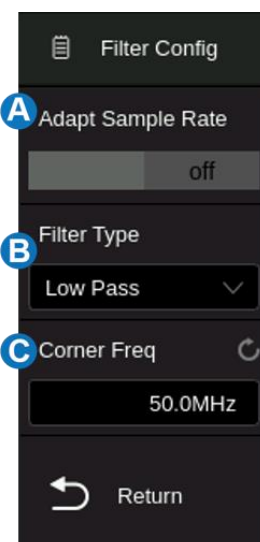 Filter Config
A
Adapt Sample Rate
off
B
Filter Type
Low Pass
C
Corner Freq
50.0MHz
Return